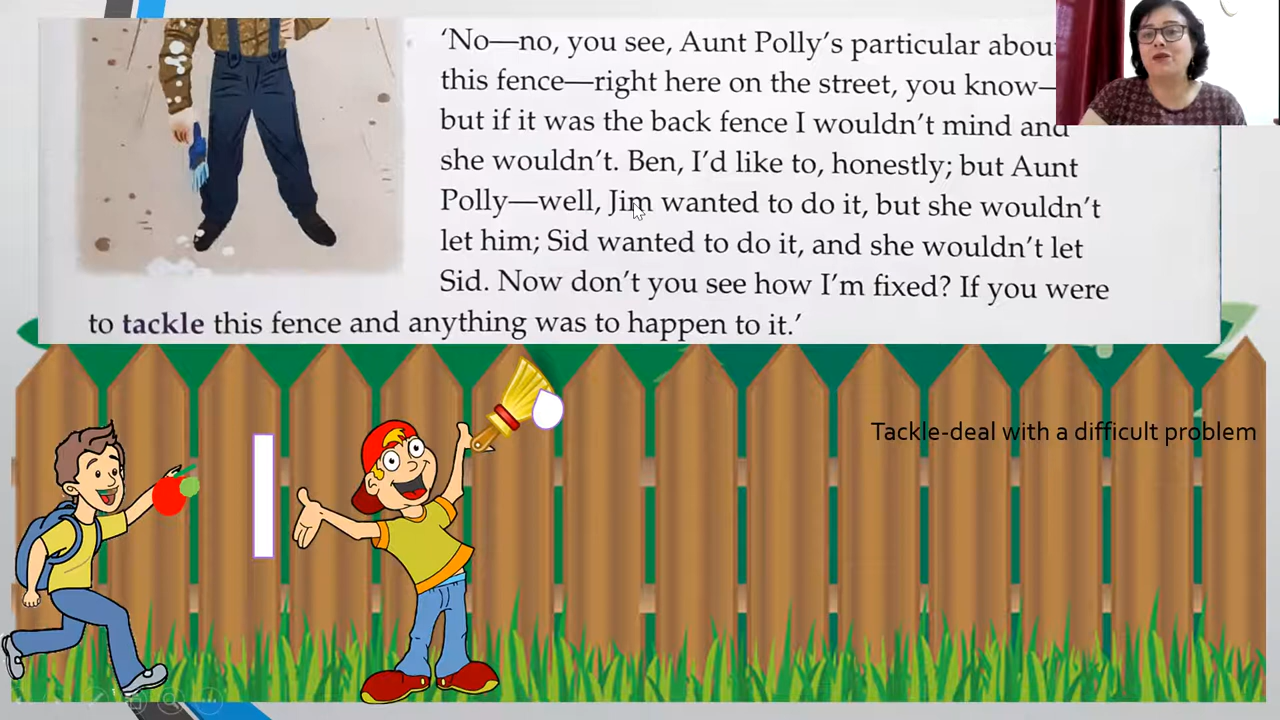 ‘No—no, you see, Aunt Polly’s particular
this fence—right here on the street, you know—
but if it was the back fence I wouldn’t mind and
she wouldn’t. Ben, I’d like to, honestly; but Aunt
Polly—well, Jim wanted to do it, but she wouldn’t
let him; Sid wanted to do it, and she wouldn’t let
Sid. Now don’t you see how I’m fixed? If you were
to tackle this fence and anything was to happen to it.’
Tackle-deal with a difficult problem